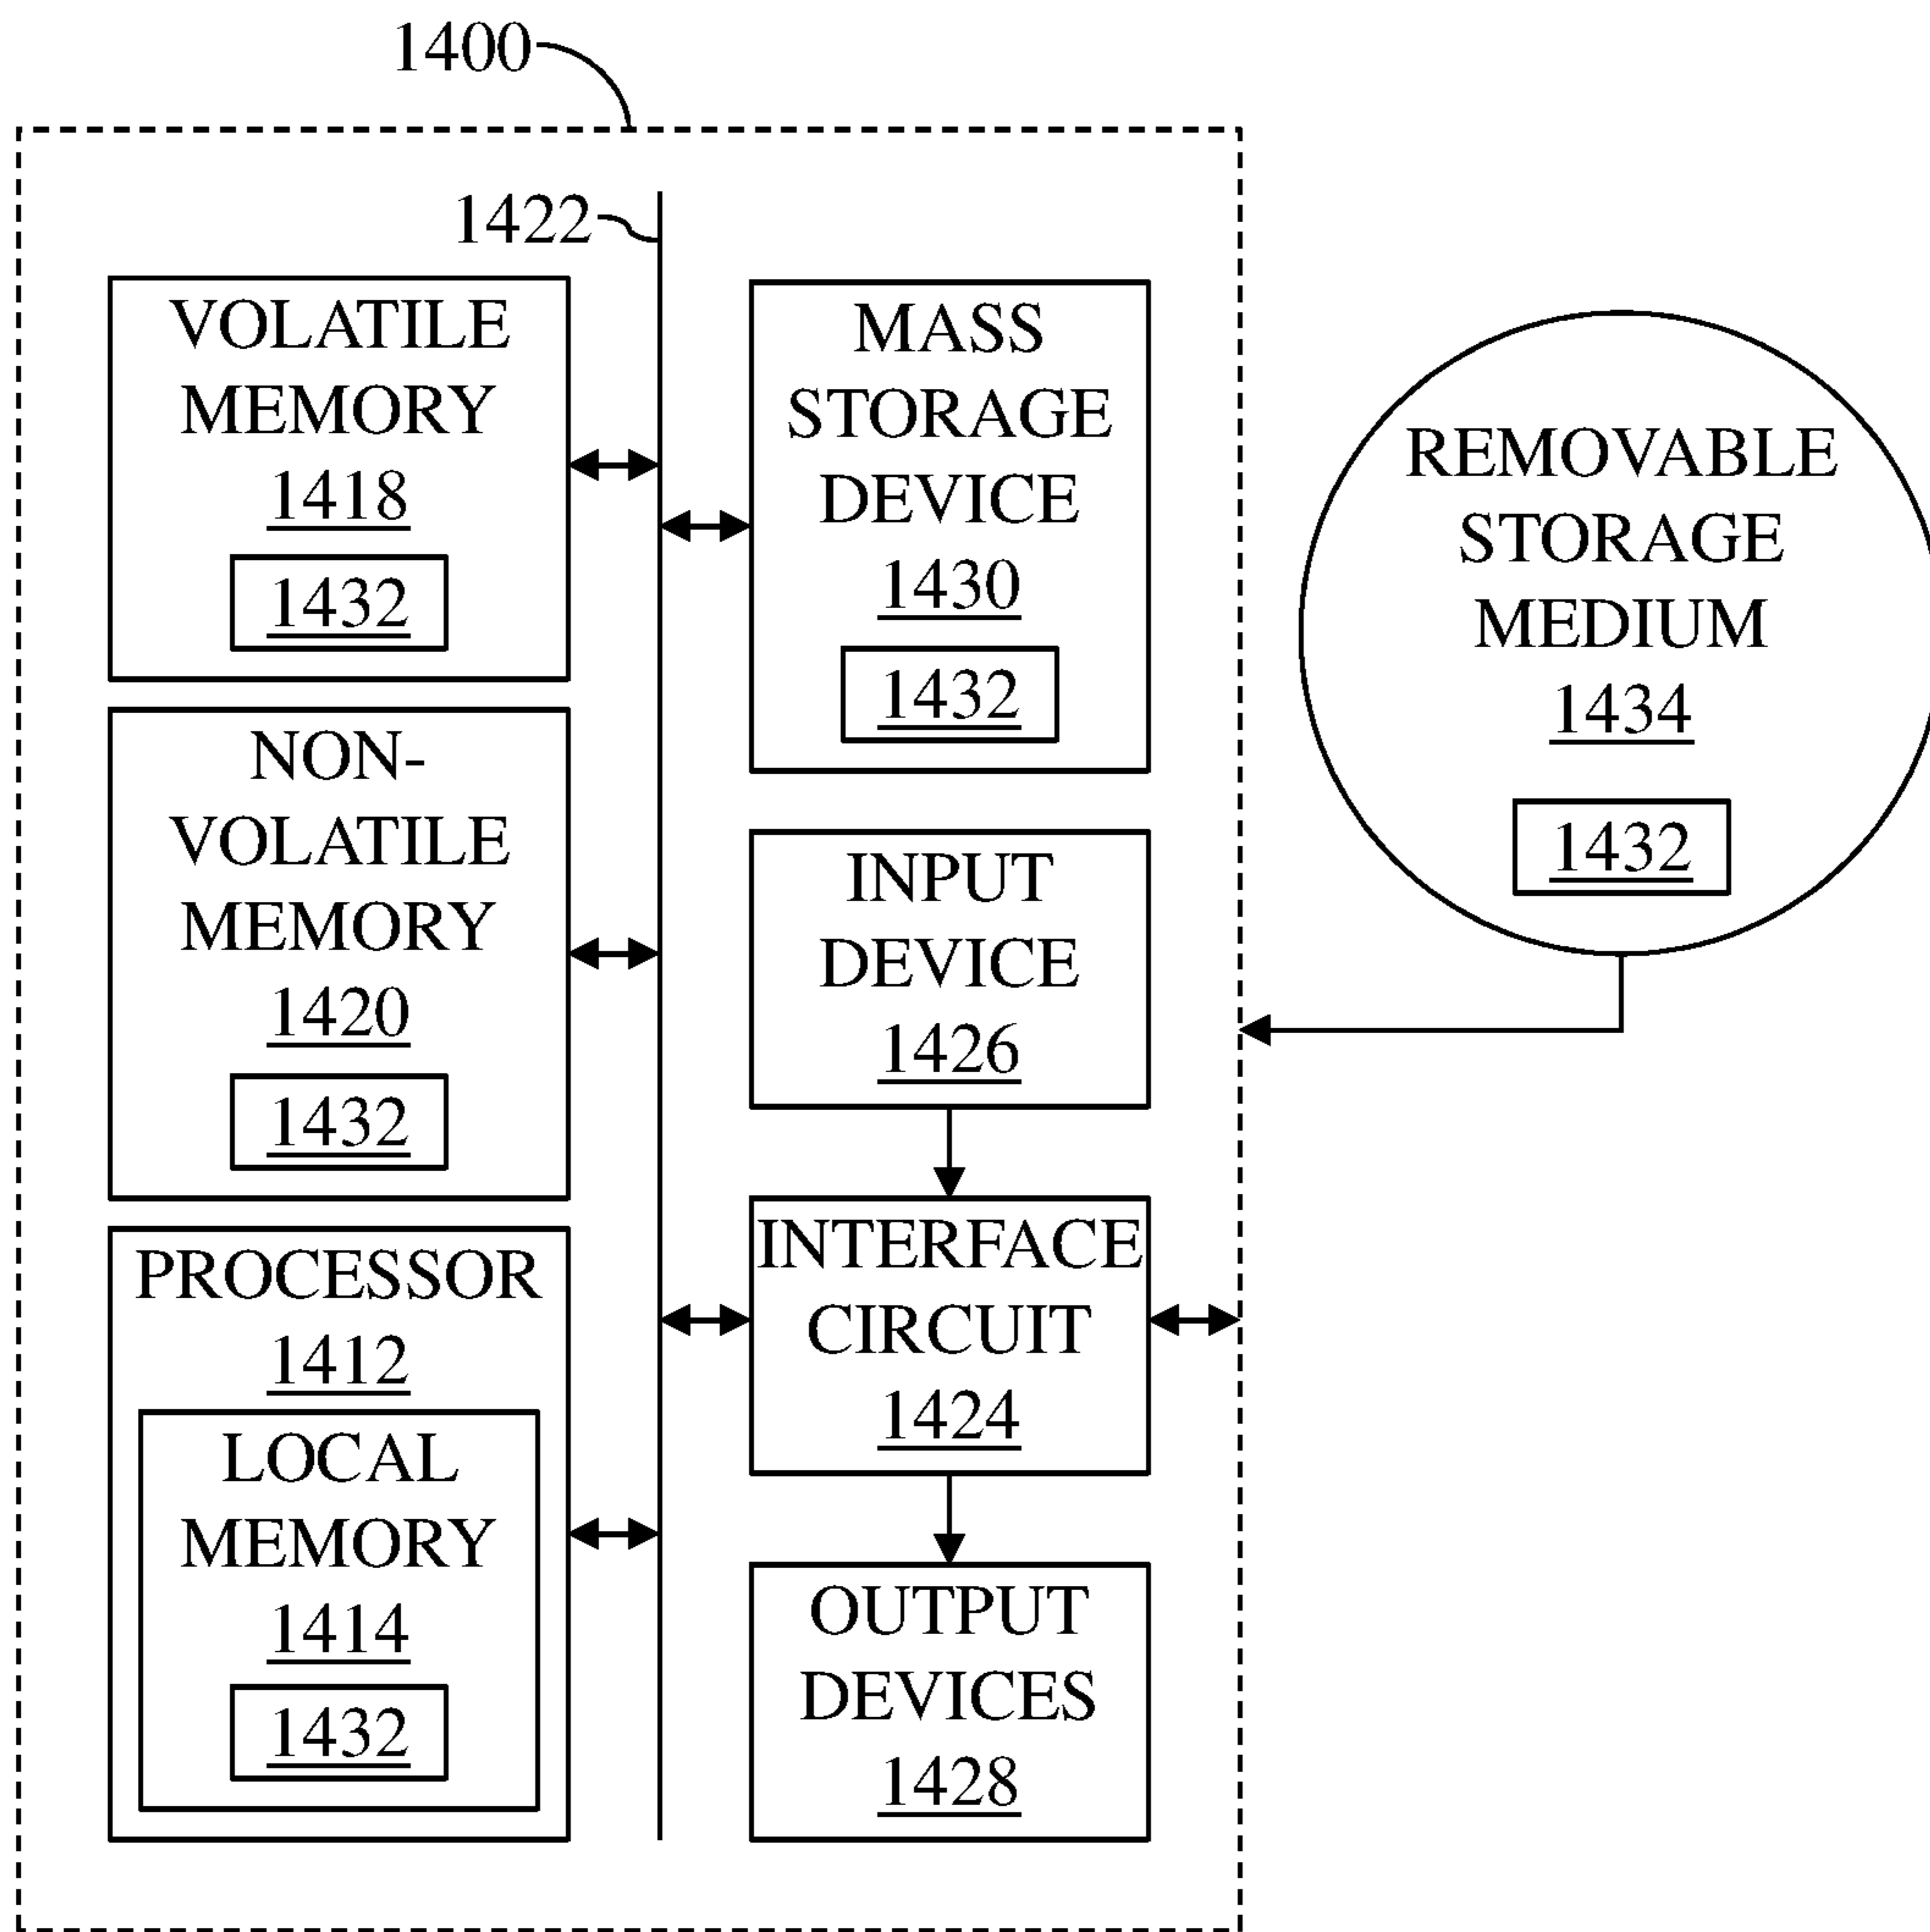 1400
1422
VOLATILE
MEMORY
1418
1432
NON-
VOLATILE
MEMORY
1420
1432
PROCESSOR
1412
LOCAL
MEMORY
1414
1432
MASS
STORAGE
DEVICE
1430
1432
INPUT
DEVICE
1426
INTERFACE
CIRCUIT
1424
OUTPUT
DEVICES
1428
REMOVABLE
STORAGE
MEDIUM
1434
1432